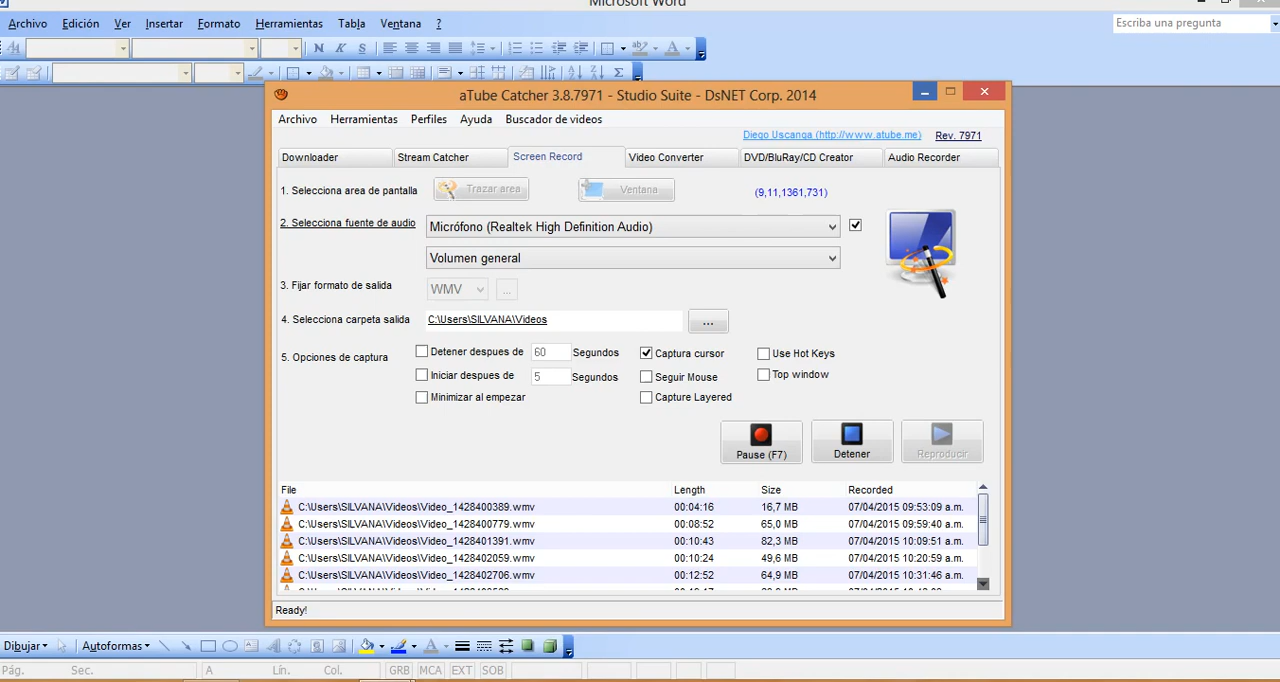 Microsoft Word
Archivo Edición Ver Insertar Formato Herramientas Tabla Ventana ? Escriba una pregunta
N K S
aTube Catcher 3.8.7971 - Studio Suite - DsNET Corp. 2014
Archivo Herramientas Perfiles Ayuda Buscador de videos
Diego Uscanga (http://www.atube.me) Rev. 7971
Downloader Stream Catcher Screen Record Video Converter DVD/BluRay/CD Creator Audio Recorder
1. Selecciona area de pantalla Trazar area Ventana (9,11,1361,731)
2. Selecciona fuente de audio Micrófono (Realtek High Definition Audio)
Volumen general
3. Fijar formato de salida WMV ...
4. Selecciona carpeta salida C:\Users\SILVANA\Videos ...
5. Opciones de captura
Detener despues de 60 Segundos Captura cursor Use Hot Keys
Iniciar despues de 5 Segundos Seguir Mouse Top window
Minimizar al empezar Capture Layered
Pause (F7) Detener Reproducir
File Length Size Recorded
C:\Users\SILVANA\Videos\Video_1428400389.wmv 00:04:16 16,7 MB 07/04/2015 09:53:09 a.m.
C:\Users\SILVANA\Videos\Video_1428400779.wmv 00:08:52 65,0 MB 07/04/2015 09:59:40 a.m.
C:\Users\SILVANA\Videos\Video_1428401391.wmv 00:10:43 82,3 MB 07/04/2015 10:09:51 a.m.
C:\Users\SILVANA\Videos\Video_1428402059.wmv 00:10:24 49,6 MB 07/04/2015 10:20:59 a.m.
C:\Users\SILVANA\Videos\Video_1428402706.wmv 00:12:52 64,9 MB 07/04/2015 10:31:46 a.m.
Ready!
Dibujar Autoformas
Pág. Sec. A Lín. Col. GRB MCA EXT SOB